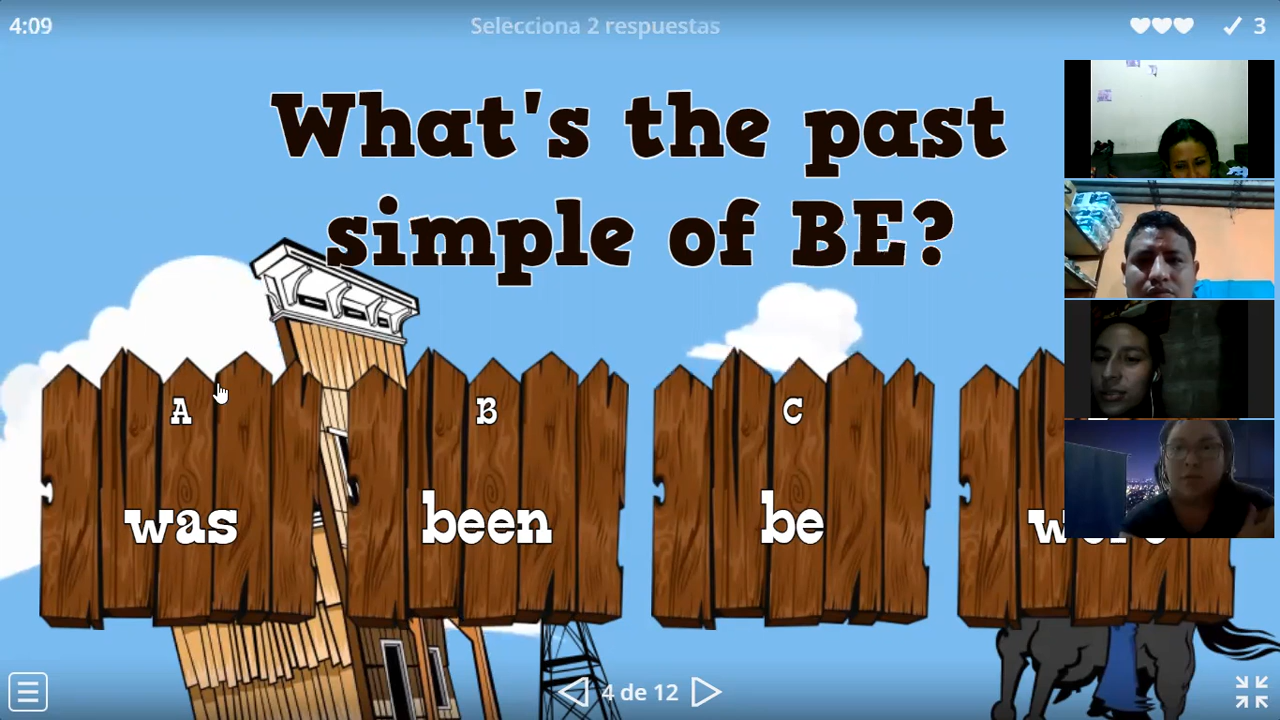 4:09
Selecciona 2 respuestas
3
What's the past
simple of BE?
A
B
C
was
been
be
4 de 12